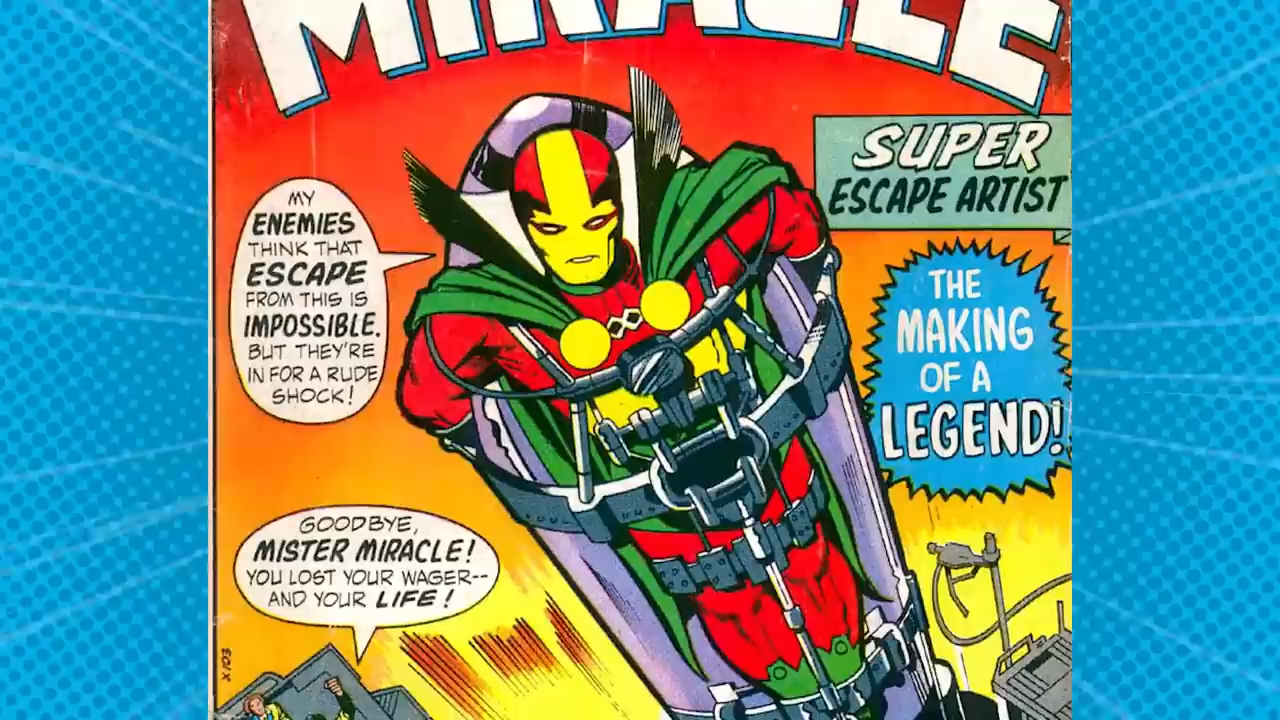 MIRACLE
SUPER
ESCAPE ARTIST
MY
ENEMIES
THINK THAT
ESCAPE
FROM THIS IS
IMPOSSIBLE.
BUT THEY'RE
IN FOR A RUDE
SHOCK!
THE
MAKING
OF A
LEGEND!
GOODBYE,
MISTER MIRACLE!
YOU LOST YOUR WAGER--
AND YOUR LIFE!
X-103